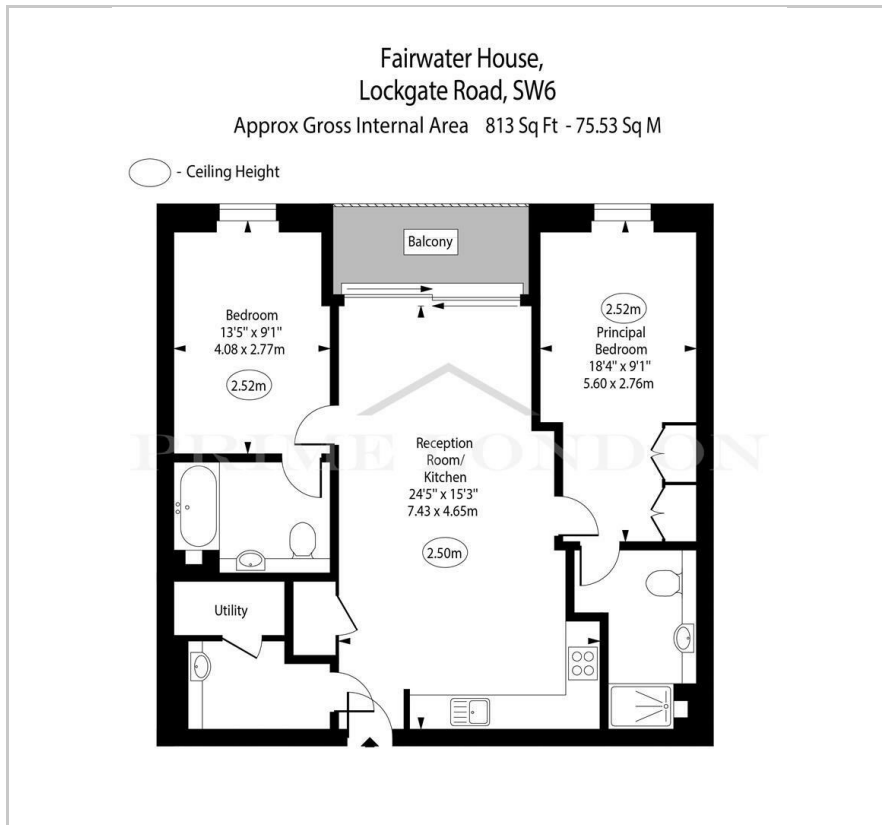 Fairwater House,
Lockgate Road, SW6
Approx Gross Internal Area 813 Sq Ft - 75.53 Sq M
- Ceiling Height
Balcony
Bedroom
13'5" x 9'1"
4.08 x 2.77m
2.52m
2.52m
Principal
Bedroom
18'4" x 9'1"
5.60 x 2.76m
PRIME LONDON
Reception
Room/
Kitchen
24'5" x 15'3"
7.43 x 4.65m
2.50m
Utility